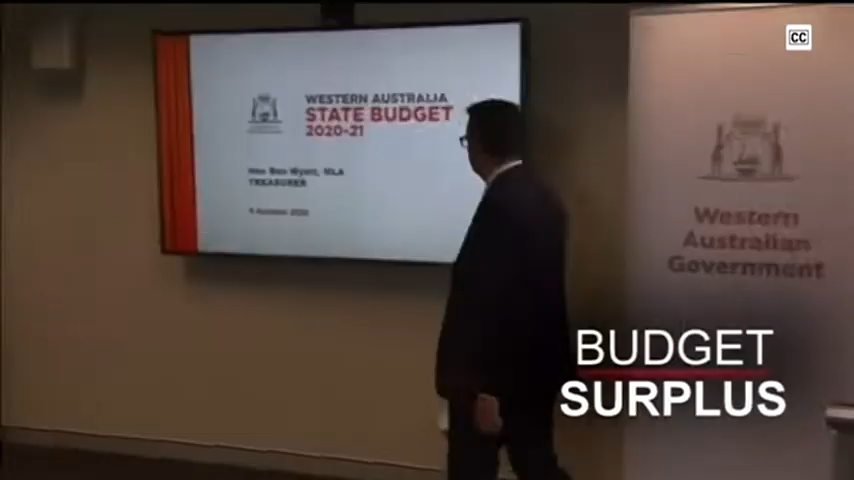 CC
WESTERN AUSTRALIA
STATE BUDGET
2020-21
Hon Ben Wyatt, MLA
TREASURER
Western
Australian
Government
BUDGET
SURPLUS